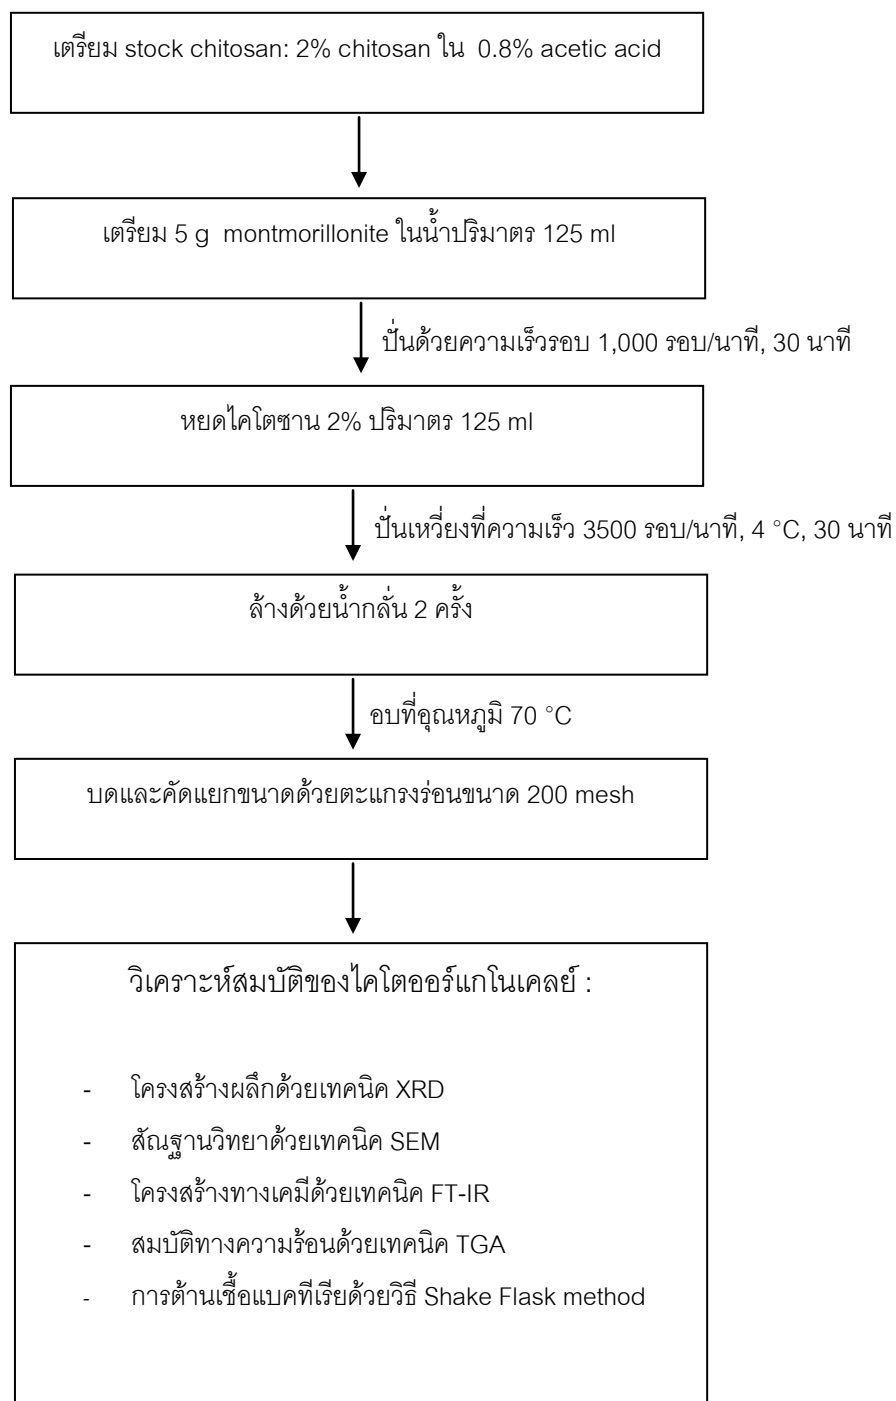 เตรียม stock chitosan: 2% chitosan ใน 0.8% acetic acid
เตรียม 5 g montmorillonite ในน้ำปริมาตร 125 ml
ปั่นด้วยความเร็วรอบ 1,000 รอบ/นาที, 30 นาที
หยดไคโตซาน 2% ปริมาตร 125 ml
ปั่นเหวี่ยงที่ความเร็ว 3500 รอบ/นาที, 4 °C, 30 นาที
ล้างด้วยน้ำกลั่น 2 ครั้ง
อบที่อุณหภูมิ 70 °C
บดและคัดแยกขนาดด้วยตะแกรงร่อนขนาด 200 mesh
วิเคราะห์สมบัติของไคโตออร์แกโนเคลย์ :
- โครงสร้างผลึกด้วยเทคนิค XRD
- สัณฐานวิทยาด้วยเทคนิค SEM
- โครงสร้างทางเคมีด้วยเทคนิค FT-IR
- สมบัติทางความร้อนด้วยเทคนิค TGA
- การต้านเชื้อแบคทีเรียด้วยวิธี Shake Flask method